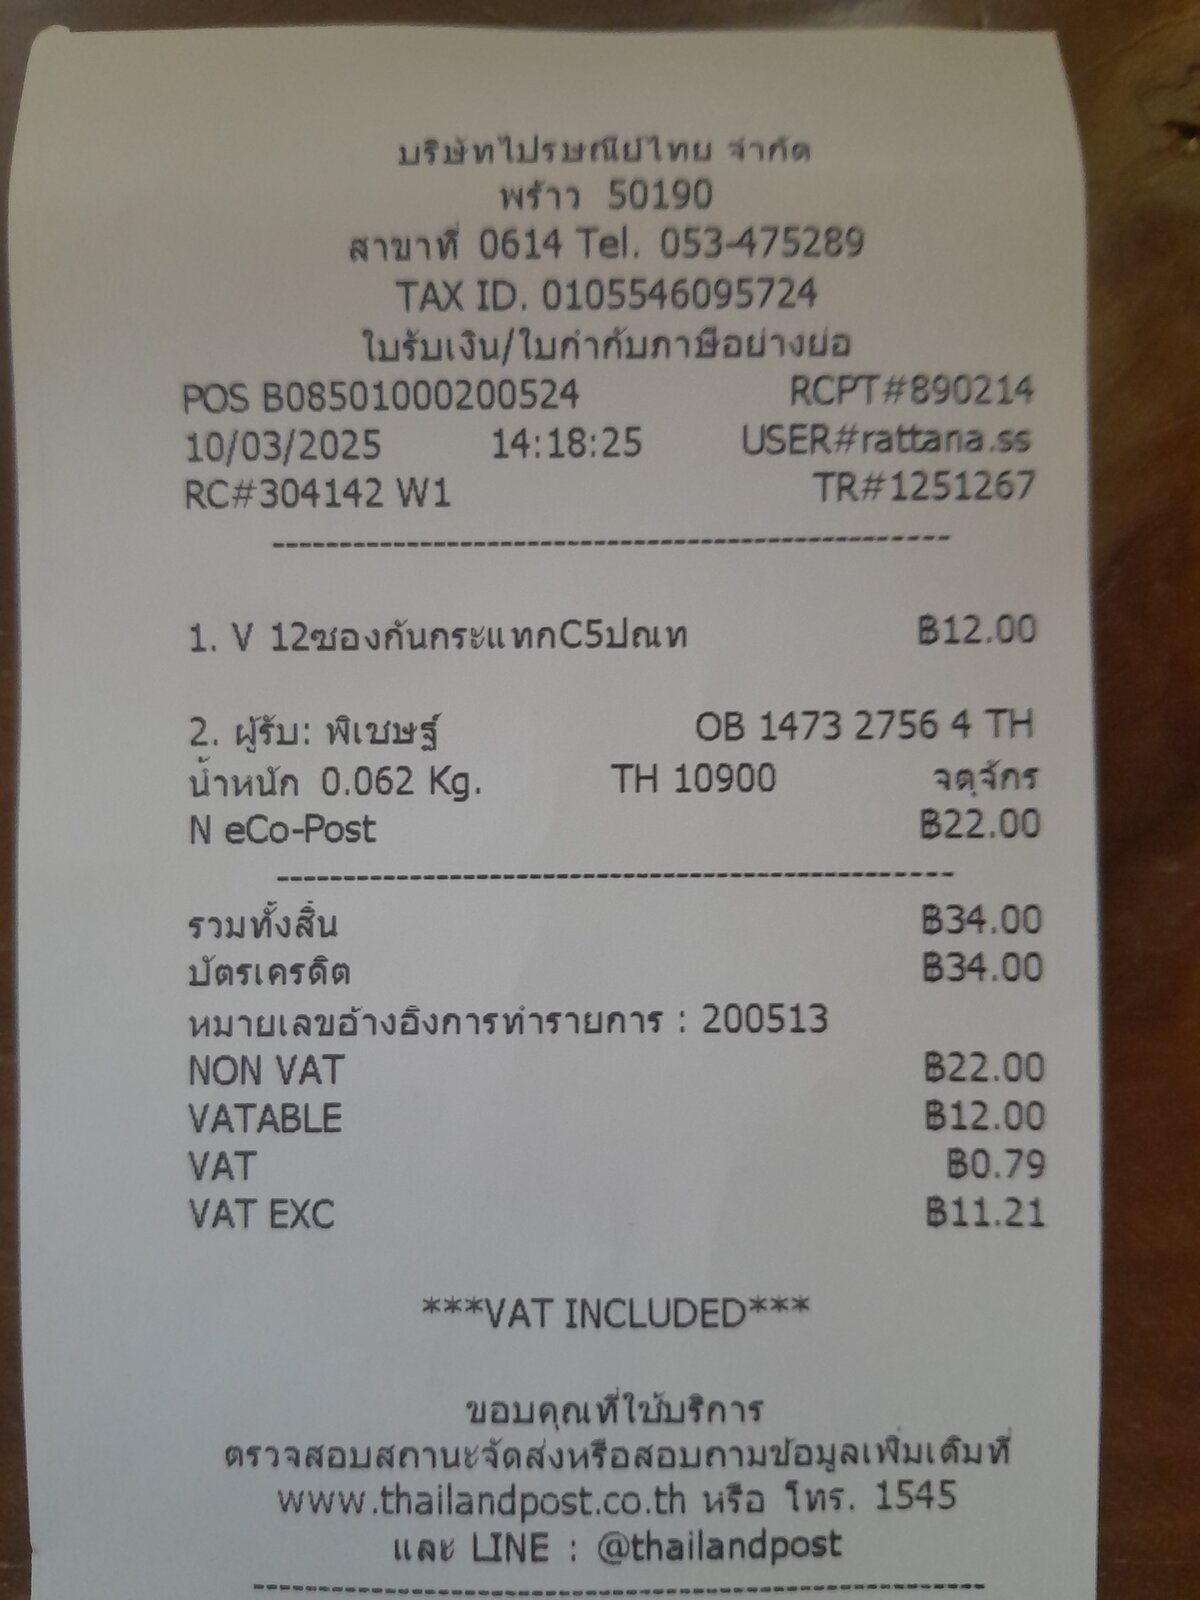 บริษัทไปรษณีย์ไทย จำกัด
พร้าว 50190
สาขาที่ 0614 Tel. 053-475289
TAX ID. 0105546095724
ใบรับเงิน/ใบกำกับภาษีอย่างย่อ
POS B08501000200524 RCPT#890214
10/03/2025 14:18:25 USER#rattana.ss
RC#304142 W1 TR#1251267
1. V 12ซองกันกระแทกC5ปณท ฿12.00
2. ผู้รับ: พิเชษฐ์ OB 1473 2756 4 TH
น้ำหนัก 0.062 Kg. TH 10900 จตุจักร
N eCo-Post ฿22.00
รวมทั้งสิ้น ฿34.00
บัตรเครดิต ฿34.00
หมายเลขอ้างอิงการทำรายการ : 200513
NON VAT ฿22.00
VATABLE ฿12.00
VAT ฿0.79
VAT EXC ฿11.21
***VAT INCLUDED***
ขอบคุณที่ใช้บริการ
ตรวจสอบสถานะจัดส่งหรือสอบถามข้อมูลเพิ่มเติมที่
www.thailandpost.co.th หรือ โทร. 1545
และ LINE : @thailandpost